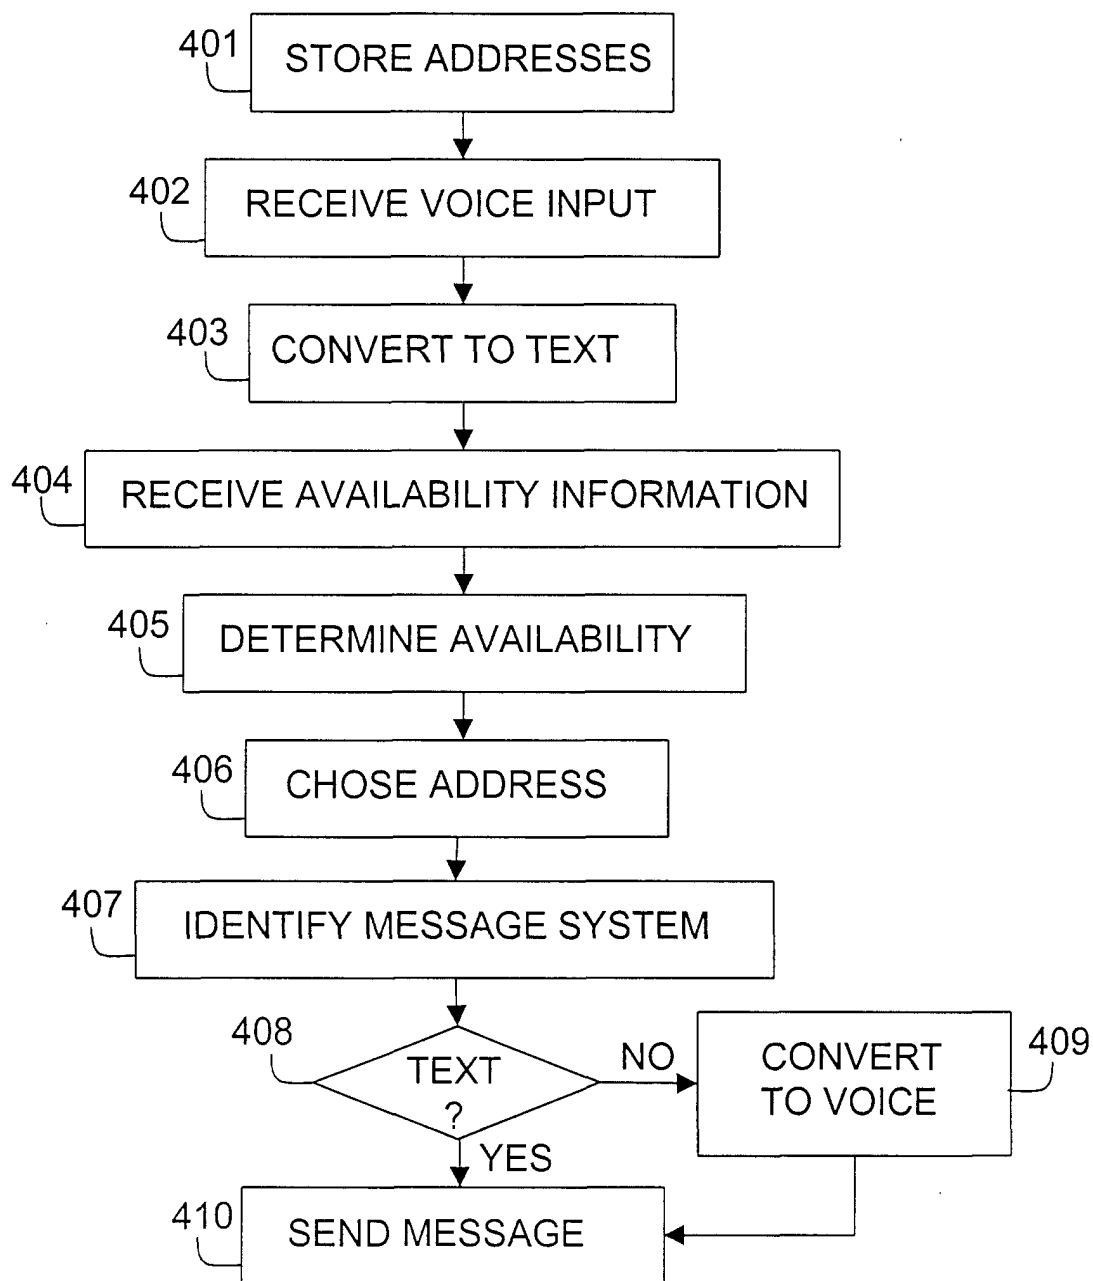 401
STORE ADDRESSES
402
RECEIVE VOICE INPUT
403
CONVERT TO TEXT
404
RECEIVE AVAILABILITY INFORMATION
405
DETERMINE AVAILABILITY
406
CHOSE ADDRESS
407
IDENTIFY MESSAGE SYSTEM
408
TEXT
?
NO
CONVERT
TO VOICE
409
YES
410
SEND MESSAGE